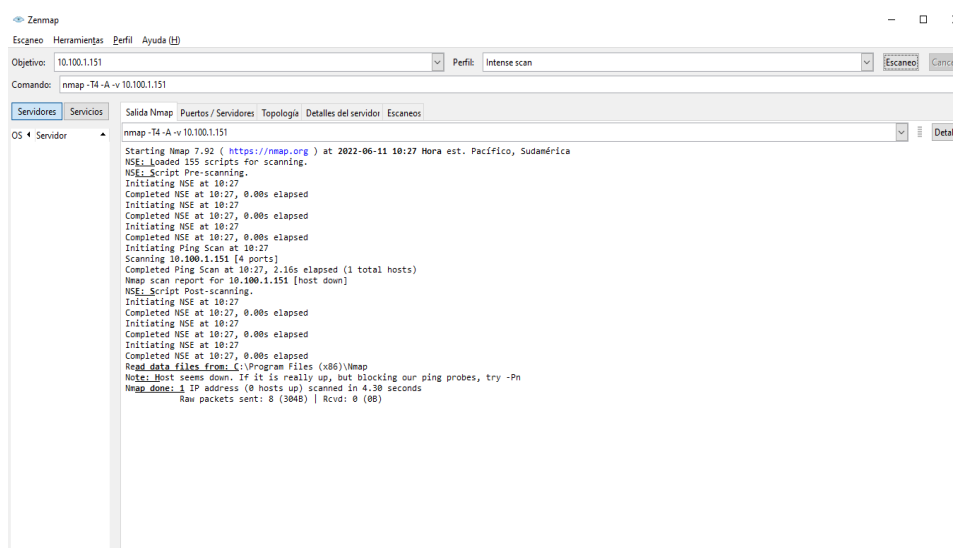 Zenmap
Escaneo Herramientas Perfil Ayuda (H)
Objetivo: 10.100.1.151 Perfil: Intense scan Escaneo Cance
Comando: nmap -T4 -A -v 10.100.1.151
Servidores Servicios Salida Nmap Puertos / Servidores Topología Detalles del servidor Escaneos
OS Servidor nmap -T4 -A -v 10.100.1.151 Detal
Starting Nmap 7.92 ( https://nmap.org ) at 2022-06-11 10:27 Hora est. Pacífico, Sudamérica
NSE: Loaded 155 scripts for scanning.
NSE: Script Pre-scanning.
Initiating NSE at 10:27
Completed NSE at 10:27, 0.00s elapsed
Initiating NSE at 10:27
Completed NSE at 10:27, 0.00s elapsed
Initiating NSE at 10:27
Completed NSE at 10:27, 0.00s elapsed
Initiating Ping Scan at 10:27
Scanning 10.100.1.151 [4 ports]
Completed Ping Scan at 10:27, 2.16s elapsed (1 total hosts)
Nmap scan report for 10.100.1.151 [host down]
NSE: Script Post-scanning.
Initiating NSE at 10:27
Completed NSE at 10:27, 0.00s elapsed
Initiating NSE at 10:27
Completed NSE at 10:27, 0.00s elapsed
Initiating NSE at 10:27
Completed NSE at 10:27, 0.00s elapsed
Read data files from: C:\Program Files (x86)\Nmap
Note: Host seems down. If it is really up, but blocking our ping probes, try -Pn
Nmap done: 1 IP address (0 hosts up) scanned in 4.30 seconds
Raw packets sent: 8 (304B) | Rcvd: 0 (0B)